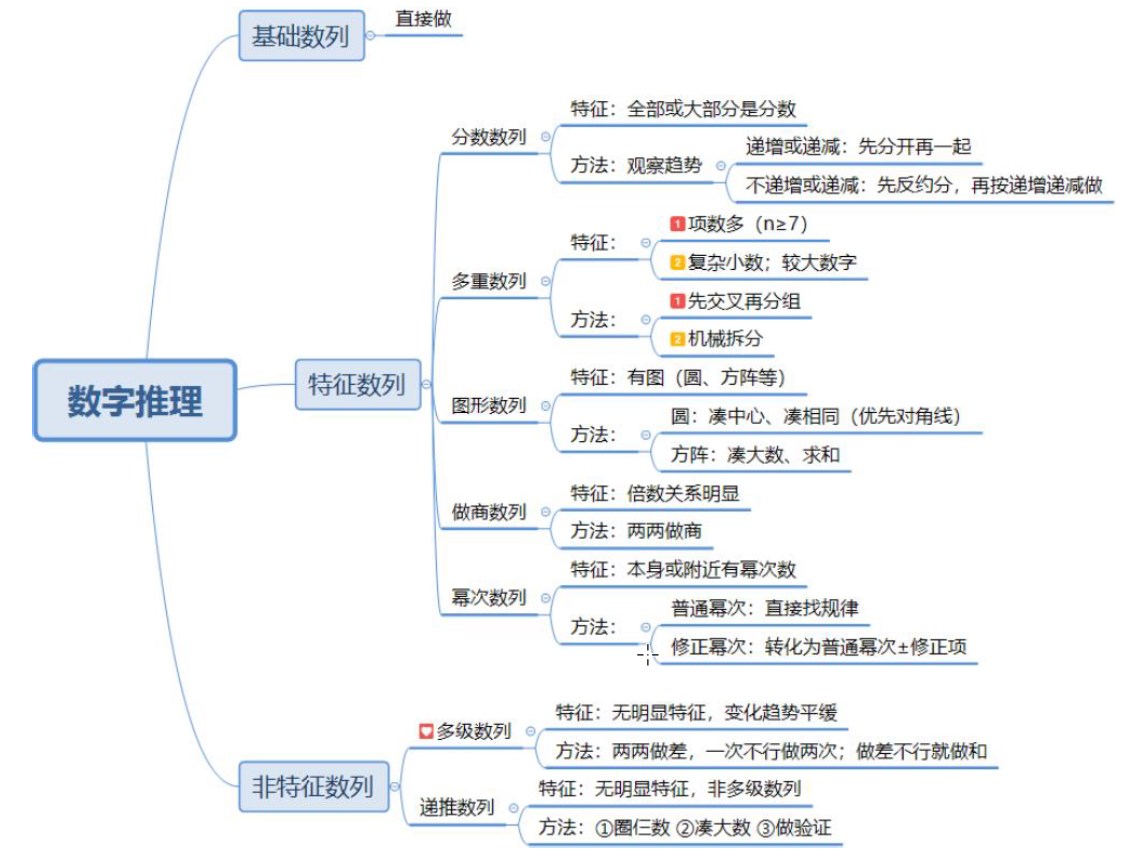 数字推理
基础数列
直接做
特征数列
分数数列
特征：全部或大部分是分数
方法：观察趋势
递增或递减：先分开再一起
不递增或递减：先反约分，再按递增递减做
多重数列
特征：
1 项数多（n≥7）
2 复杂小数；较大数字
方法：
1 先交叉再分组
2 机械拆分
图形数列
特征：有图（圆、方阵等）
方法：
圆：凑中心、凑相同（优先对角线）
方阵：凑大数、求和
做商数列
特征：倍数关系明显
方法：两两做商
幂次数列
特征：本身或附近有幂次数
方法：
普通幂次：直接找规律
修正幂次：转化为普通幂次±修正项
非特征数列
多级数列
特征：无明显特征，变化趋势平缓
方法：两两做差，一次不行做两次；做差不行就做和
递推数列
特征：无明显特征，非多级数列
方法：①圈仨数 ②凑大数 ③做验证